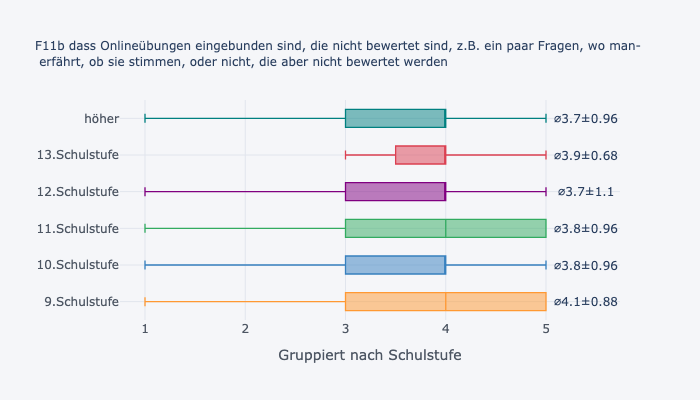 F11b dass Onlineübungen eingebunden sind, die nicht bewertet sind, z.B. ein paar Fragen, wo man-
erfährt, ob sie stimmen, oder nicht, die aber nicht bewertet werden
höher ⌀3.7±0.96
13.Schulstufe ⌀3.9±0.68
12.Schulstufe ⌀3.7±1.1
11.Schulstufe ⌀3.8±0.96
10.Schulstufe ⌀3.8±0.96
9.Schulstufe ⌀4.1±0.88
1 2 3 4 5
Gruppiert nach Schulstufe